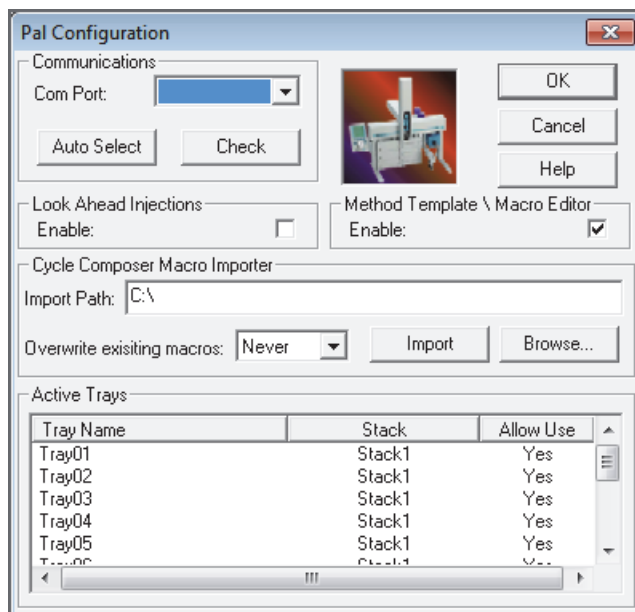 Pal Configuration
Communications
Com Port:
Auto Select
Check
OK
Cancel
Help
Look Ahead Injections
Enable:
Method Template \ Macro Editor
Enable:
Cycle Composer Macro Importer
Import Path: C:\
Overwrite exisiting macros: Never Import Browse...
Active Trays
Tray Name Stack Allow Use
Tray01 Stack1 Yes
Tray02 Stack1 Yes
Tray03 Stack1 Yes
Tray04 Stack1 Yes
Tray05 Stack1 Yes